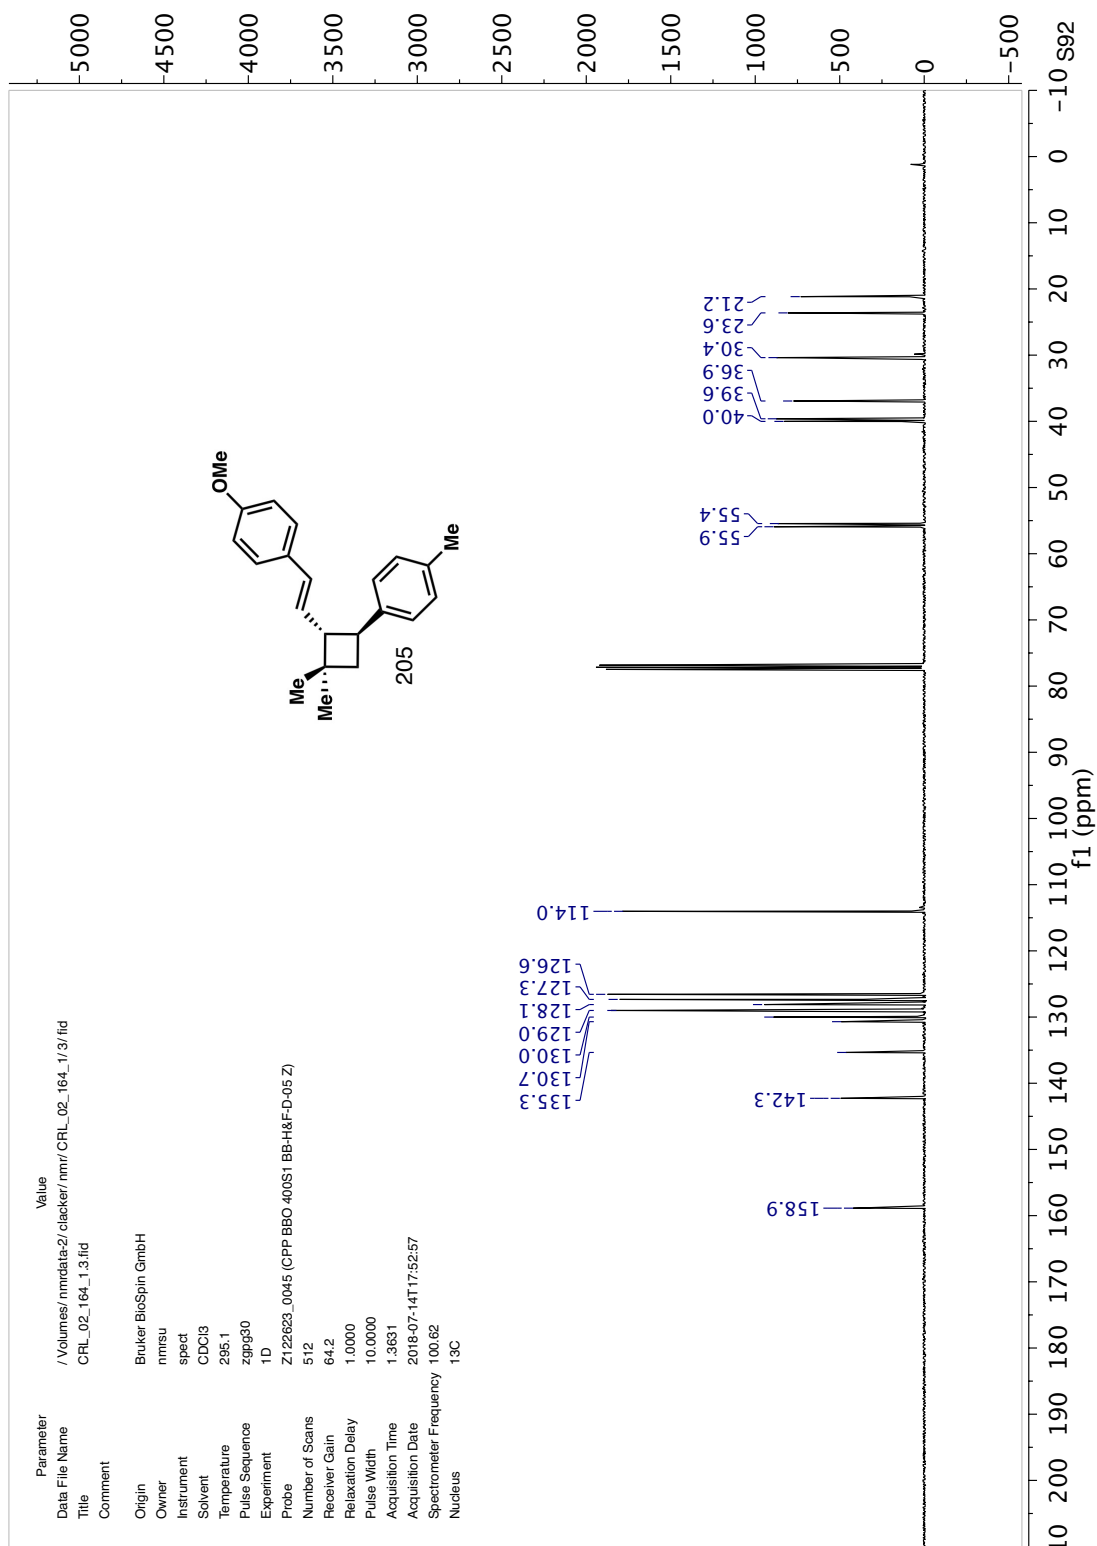 Parameter Value
Data File Name / Volumes/ nmrdata-2/ clacker/ nmr/ CRL_02_164_1/ 3/ fid
Title CRL_02_164_1.3.fid
Comment
Origin Bruker BioSpin GmbH
Owner nmrsu
Instrument spect
Solvent CDCl3
Temperature 295.1
Pulse Sequence zgpg30
Experiment 1D
Probe Z122623_0045 (CPP BBO 400S1 BB-H&F-D-05 Z)
Number of Scans 512
Receiver Gain 64.2
Relaxation Delay 1.0000
Pulse Width 10.0000
Acquisition Time 1.3631
Acquisition Date 2018-07-14T17:52:57
Spectrometer Frequency 100.62
Nucleus 13C
OMe
Me
Me
Me
205
158.9
142.3
135.3
130.7
130.0
129.0
128.1
127.3
126.6
114.0
55.9
55.4
40.0
39.6
36.9
30.4
23.6
21.2
5000
4500
4000
3500
3000
2500
2000
1500
1000
500
0
-500
10 200 190 180 170 160 150 140 130 120 110 100 90 80 70 60 50 40 30 20 10 0 -10
f1 (ppm)
S92